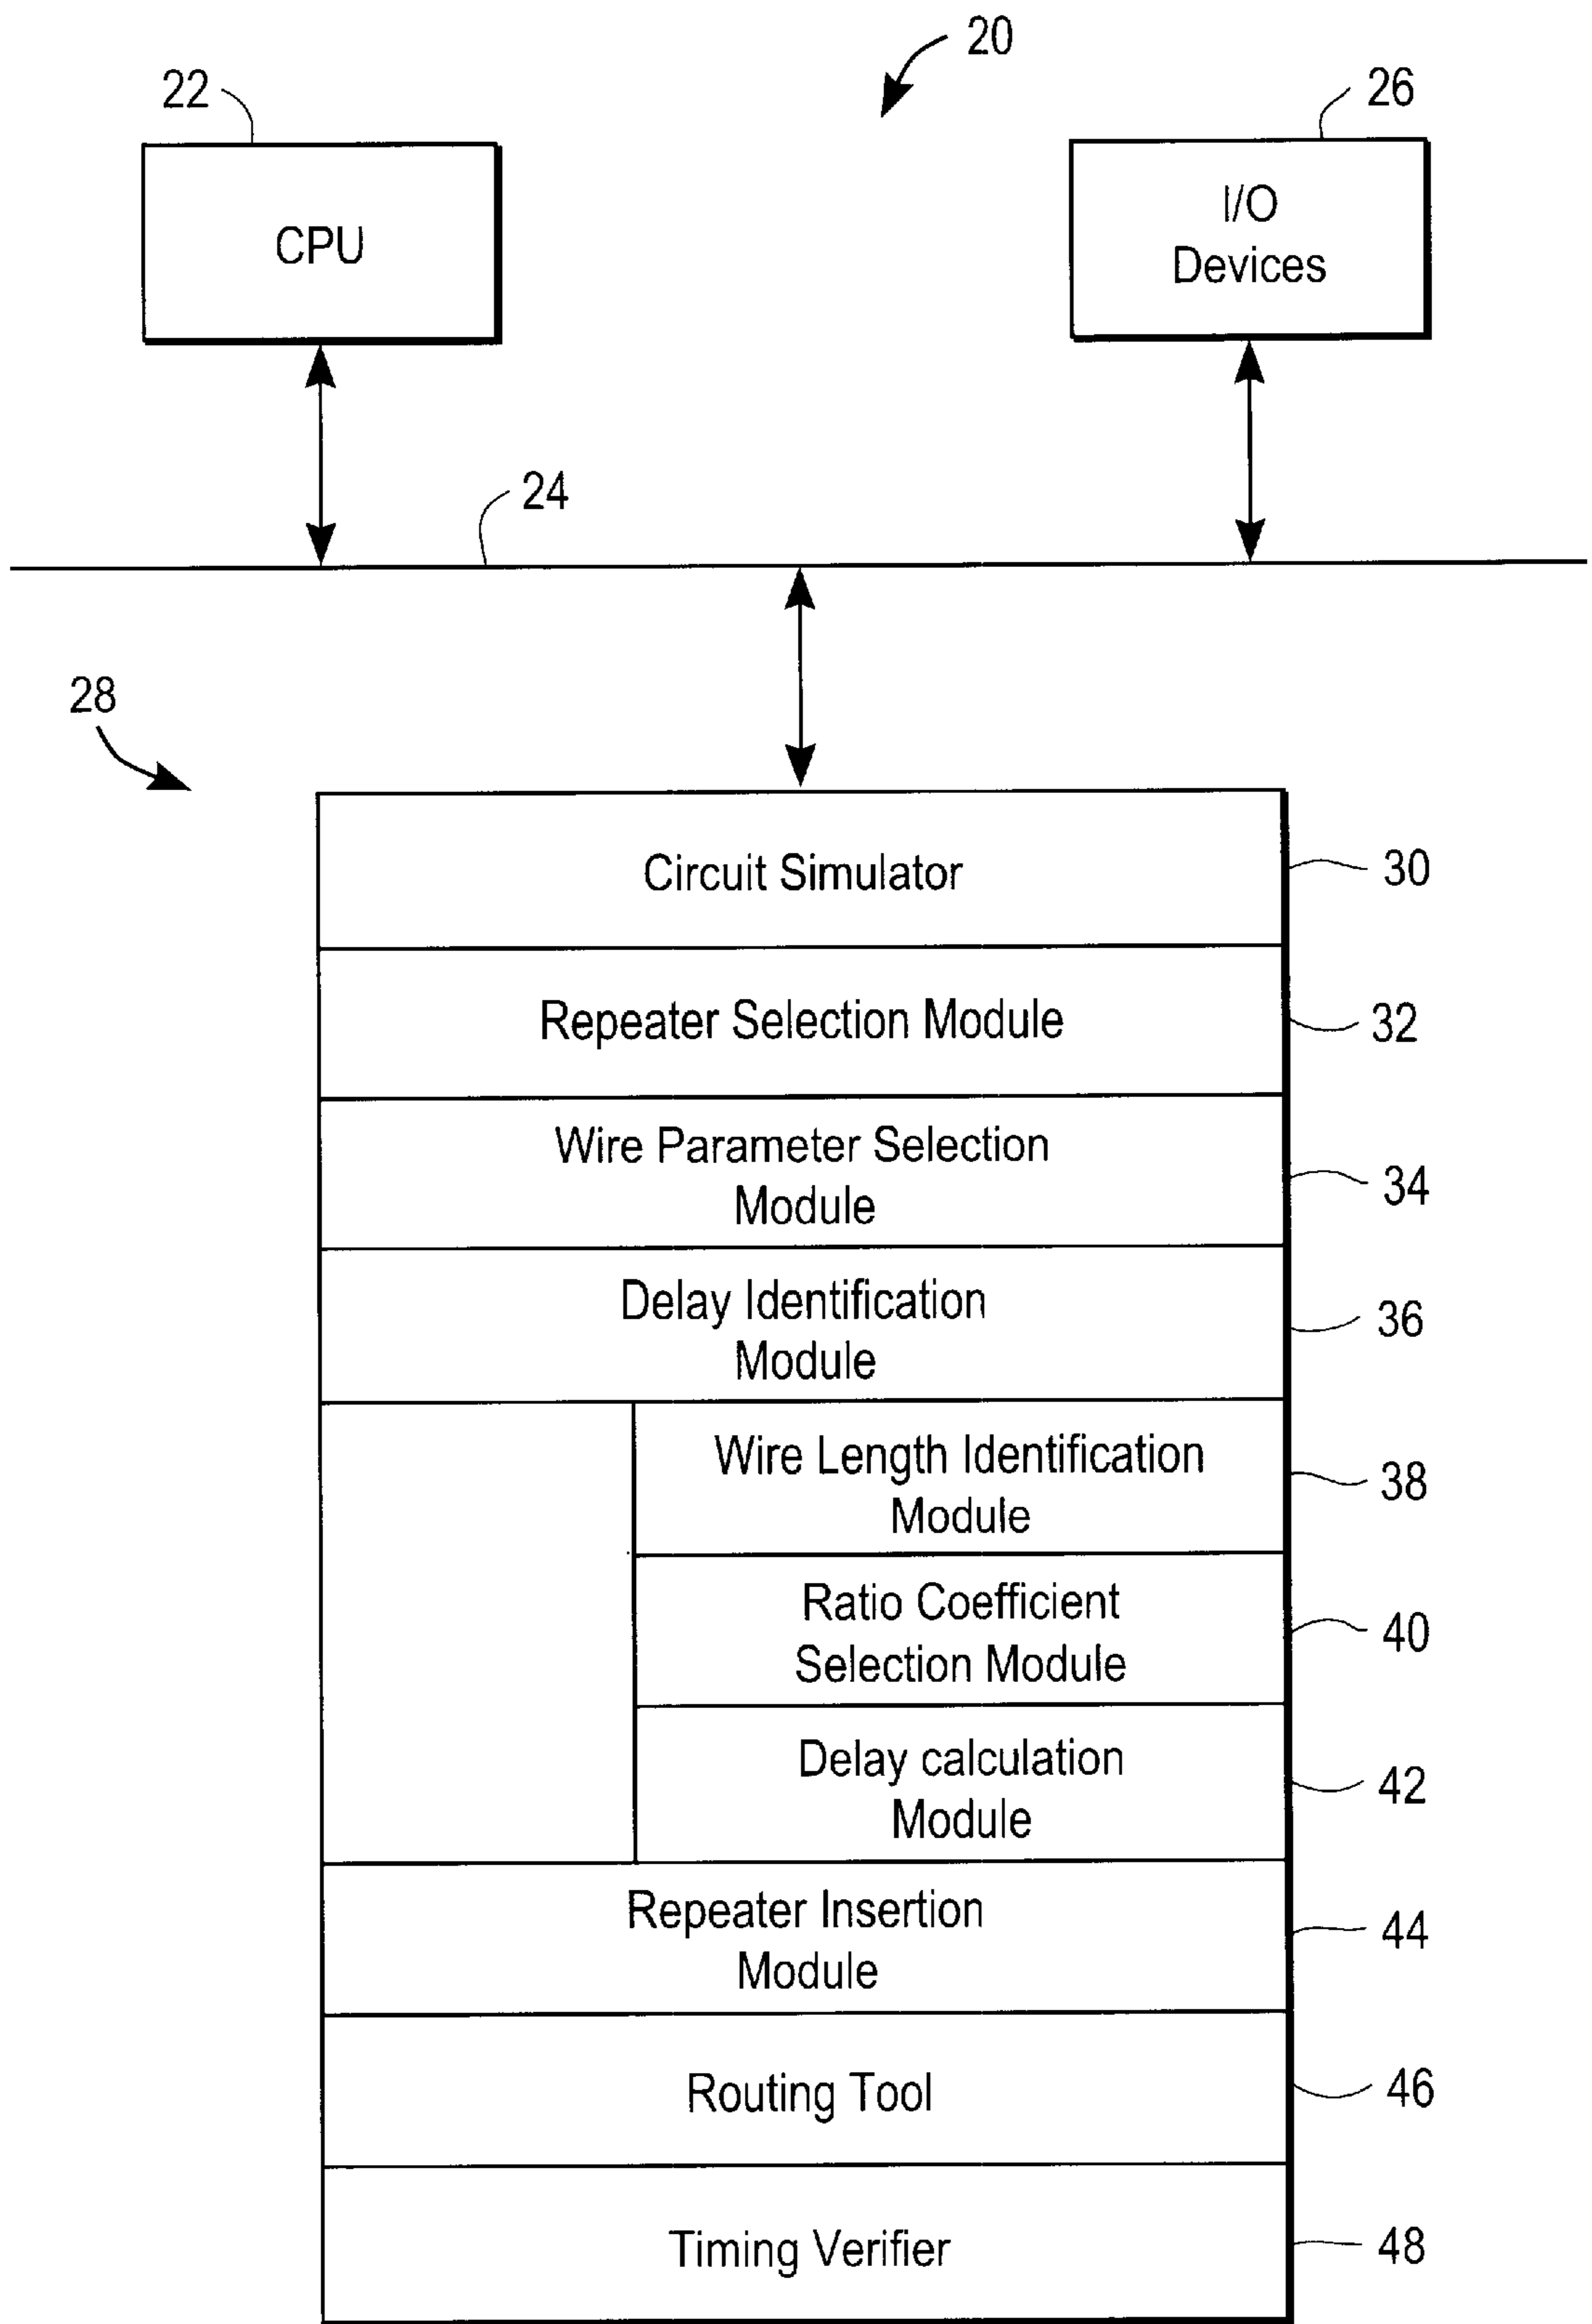 20
22
26
CPU
I/O
Devices
24
28
Circuit Simulator
30
Repeater Selection Module
32
Wire Parameter Selection
Module
34
Delay Identification
Module
36
Wire Length Identification
Module
38
Ratio Coefficient
Selection Module
40
Delay calculation
Module
42
Repeater Insertion
Module
44
Routing Tool
46
Timing Verifier
48